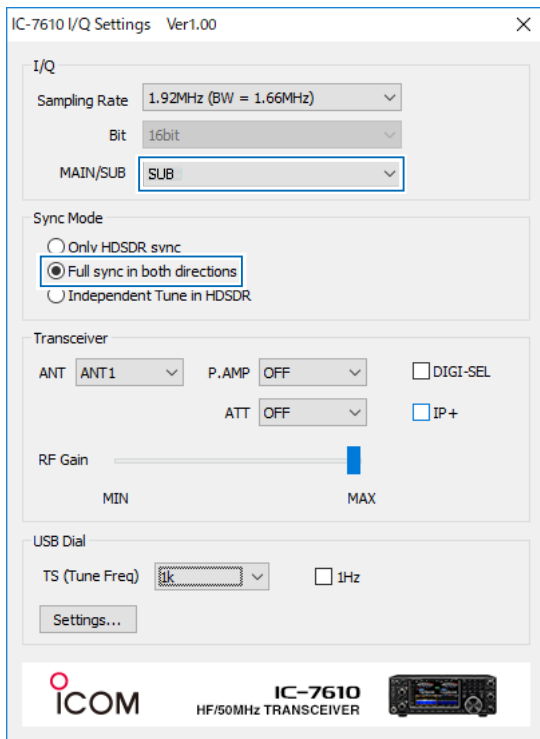 IC-7610 I/Q Settings Ver1.00
I/Q
Sampling Rate 1.92MHz (BW = 1.66MHz)
Bit 16bit
MAIN/SUB SUB
Sync Mode
Only HDSDR sync
Full sync in both directions
Independent Tune in HDSDR
Transceiver
ANT ANT1 P.AMP OFF DIGI-SEL
ATT OFF IP+
RF Gain
MIN MAX
USB Dial
TS (Tune Freq) 1k 1Hz
Settings...
ICOM
IC-7610
HF/50MHz TRANSCEIVER